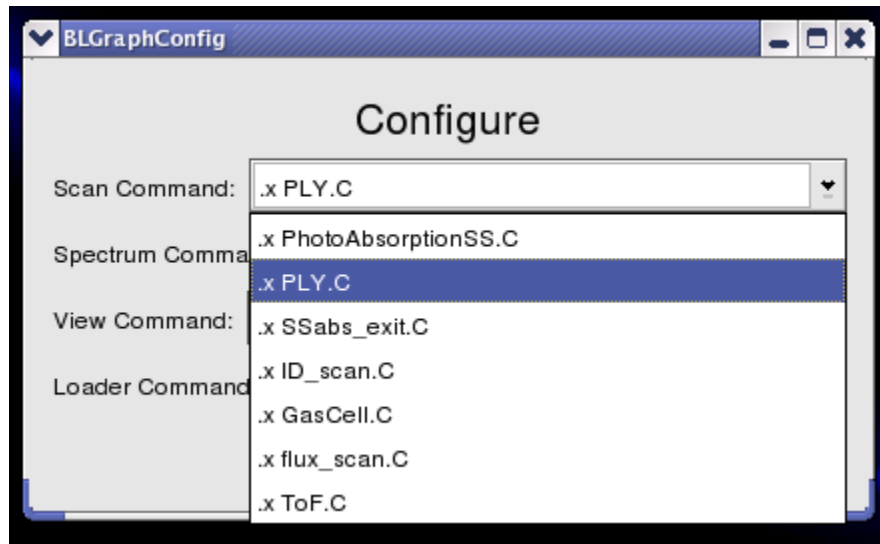 BLGraphConfig
Configure
Scan Command: .x PLY.C
.x PhotoAbsorptionSS.C
Spectrum Comma
.x PLY.C
View Command: .x SSabs_exit.C
.x ID_scan.C
Loader Command
.x GasCell.C
.x flux_scan.C
.x ToF.C